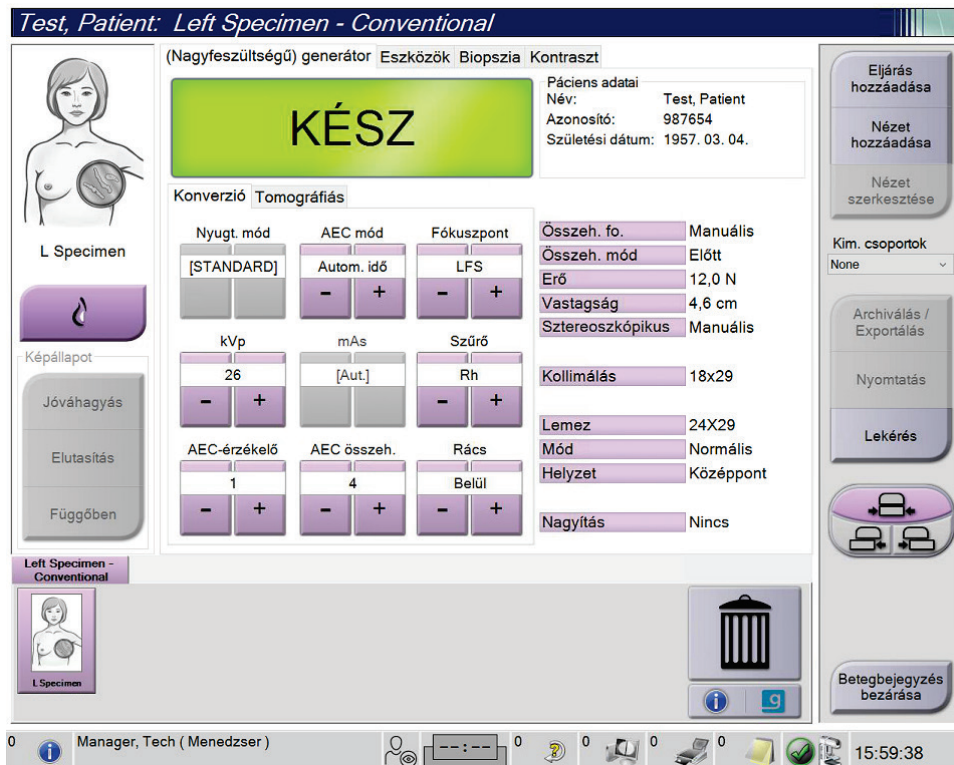 Test, Patient: Left Specimen - Conventional
(Nagyfeszültségű) generátor Eszközök Biopszia Kontraszt
KÉSZ
Páciens adatai
Név: Test, Patient
Azonosító: 987654
Születési dátum: 1957. 03. 04.
L Specimen
Képállapot
Jóváhagyás
Elutasítás
Függőben
Konverzió Tomográfiás
Nyugt. mód AEC mód Fókuszpont
[STANDARD] Autom. idő LFS
- + - +
kVp mAs Szűrő
26 [Aut.] Rh
- + - +
AEC-érzékelő AEC összeh. Rács
1 4 Belül
- + - + - +
Összeh. fo. Manuális
Összeh. mód Előtt
Erő 12,0 N
Vastagság 4,6 cm
Sztereoszkópikus Manuális
Kollimálás 18x29
Lemez 24X29
Mód Normális
Helyzet Középpont
Nagyítás Nincs
Eljárás
hozzáadása
Nézet
hozzáadása
Nézet
szerkesztése
Kim. csoportok
None
Archiválás /
Exportálás
Nyomtatás
Lekérés
Left Specimen -
Conventional
L Specimen
i g
Betegbejegyzés
bezárása
0 i Manager, Tech ( Menedzser ) --:-- 0 ? 0 0 0 15:59:38